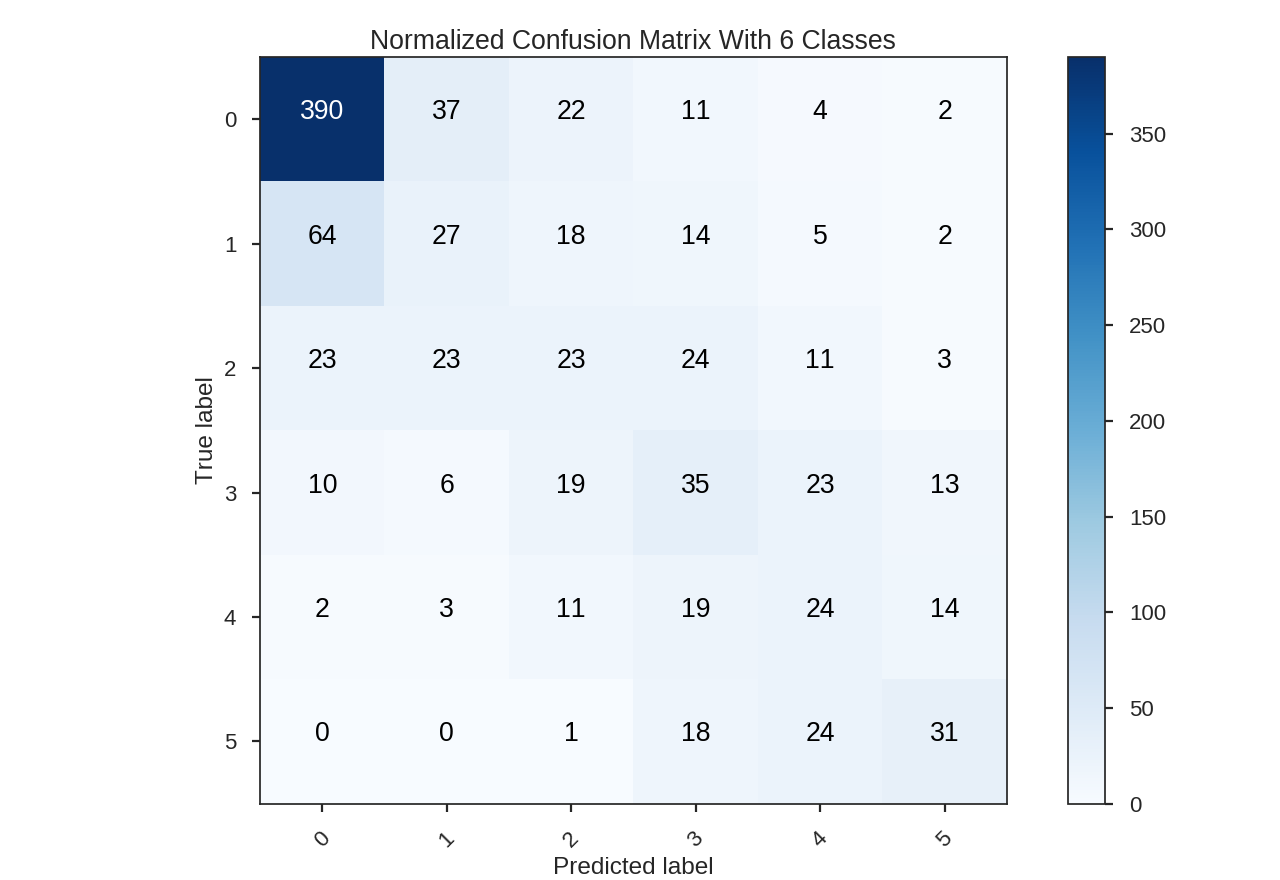 Normalized Confusion Matrix With 6 Classes
0 390 37 22 11 4 2
1 64 27 18 14 5 2
2 23 23 23 24 11 3
3 10 6 19 35 23 13
4 2 3 11 19 24 14
5 0 0 1 18 24 31
0 1 2 3 4 5
True label
Predicted label
350
300
250
200
150
100
50
0